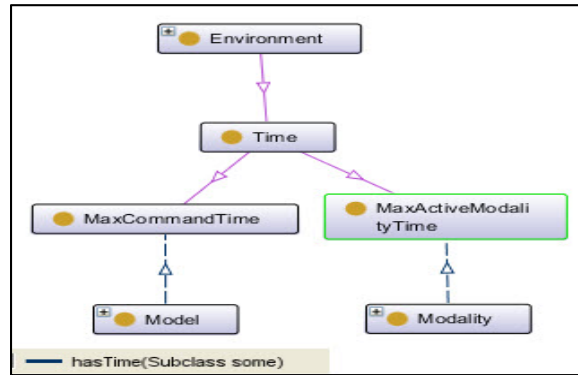 Environment
Time
MaxCommandTime
MaxActiveModali
tyTime
Model
Modality
hasTime(Subclass some)